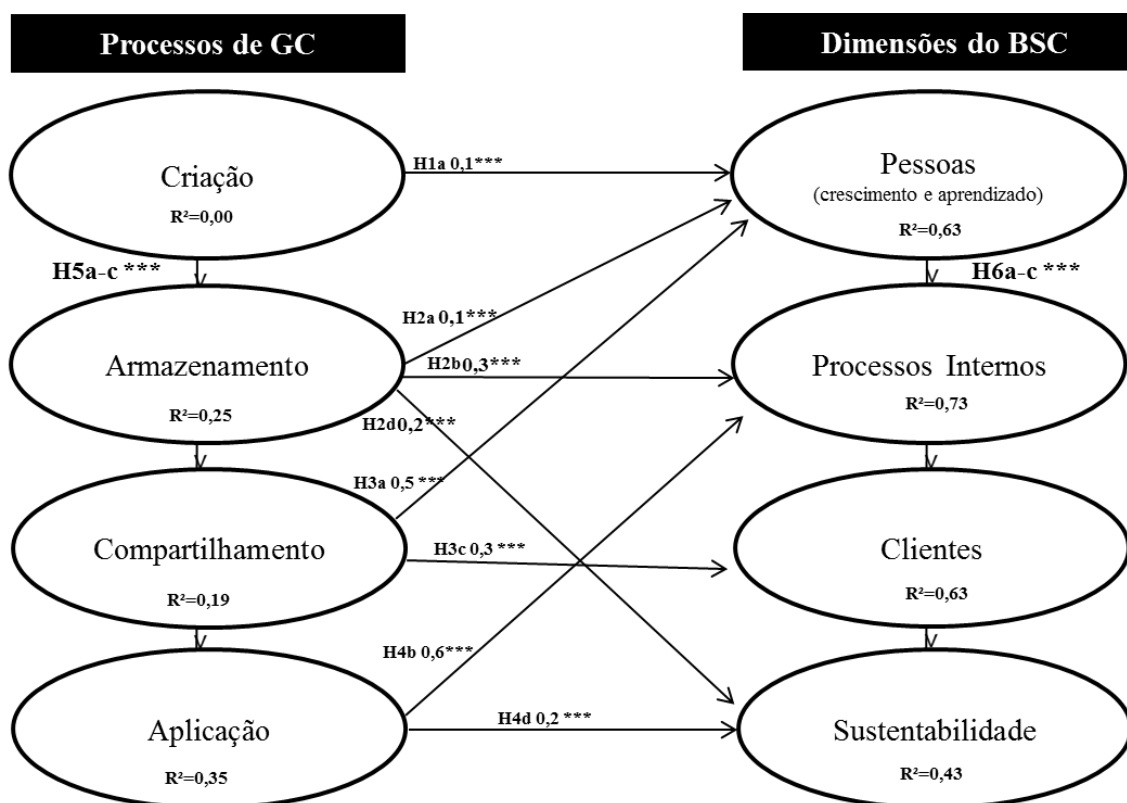 Processos de GC
Dimensões do BSC
Criação
R²=0,00
H1a 0,1***
Pessoas
(crescimento e aprendizado)
R²=0,63
H5a-c ***
H6a-c ***
Armazenamento
R²=0,25
H2a 0,1***
H2b 0,3***
H2d 0,2***
Processos Internos
R²=0,73
Compartilhamento
R²=0,19
H3a 0,5 ***
H3c 0,3 ***
Clientes
R²=0,63
Aplicação
R²=0,35
H4b 0,6***
H4d 0,2 ***
Sustentabilidade
R²=0,43